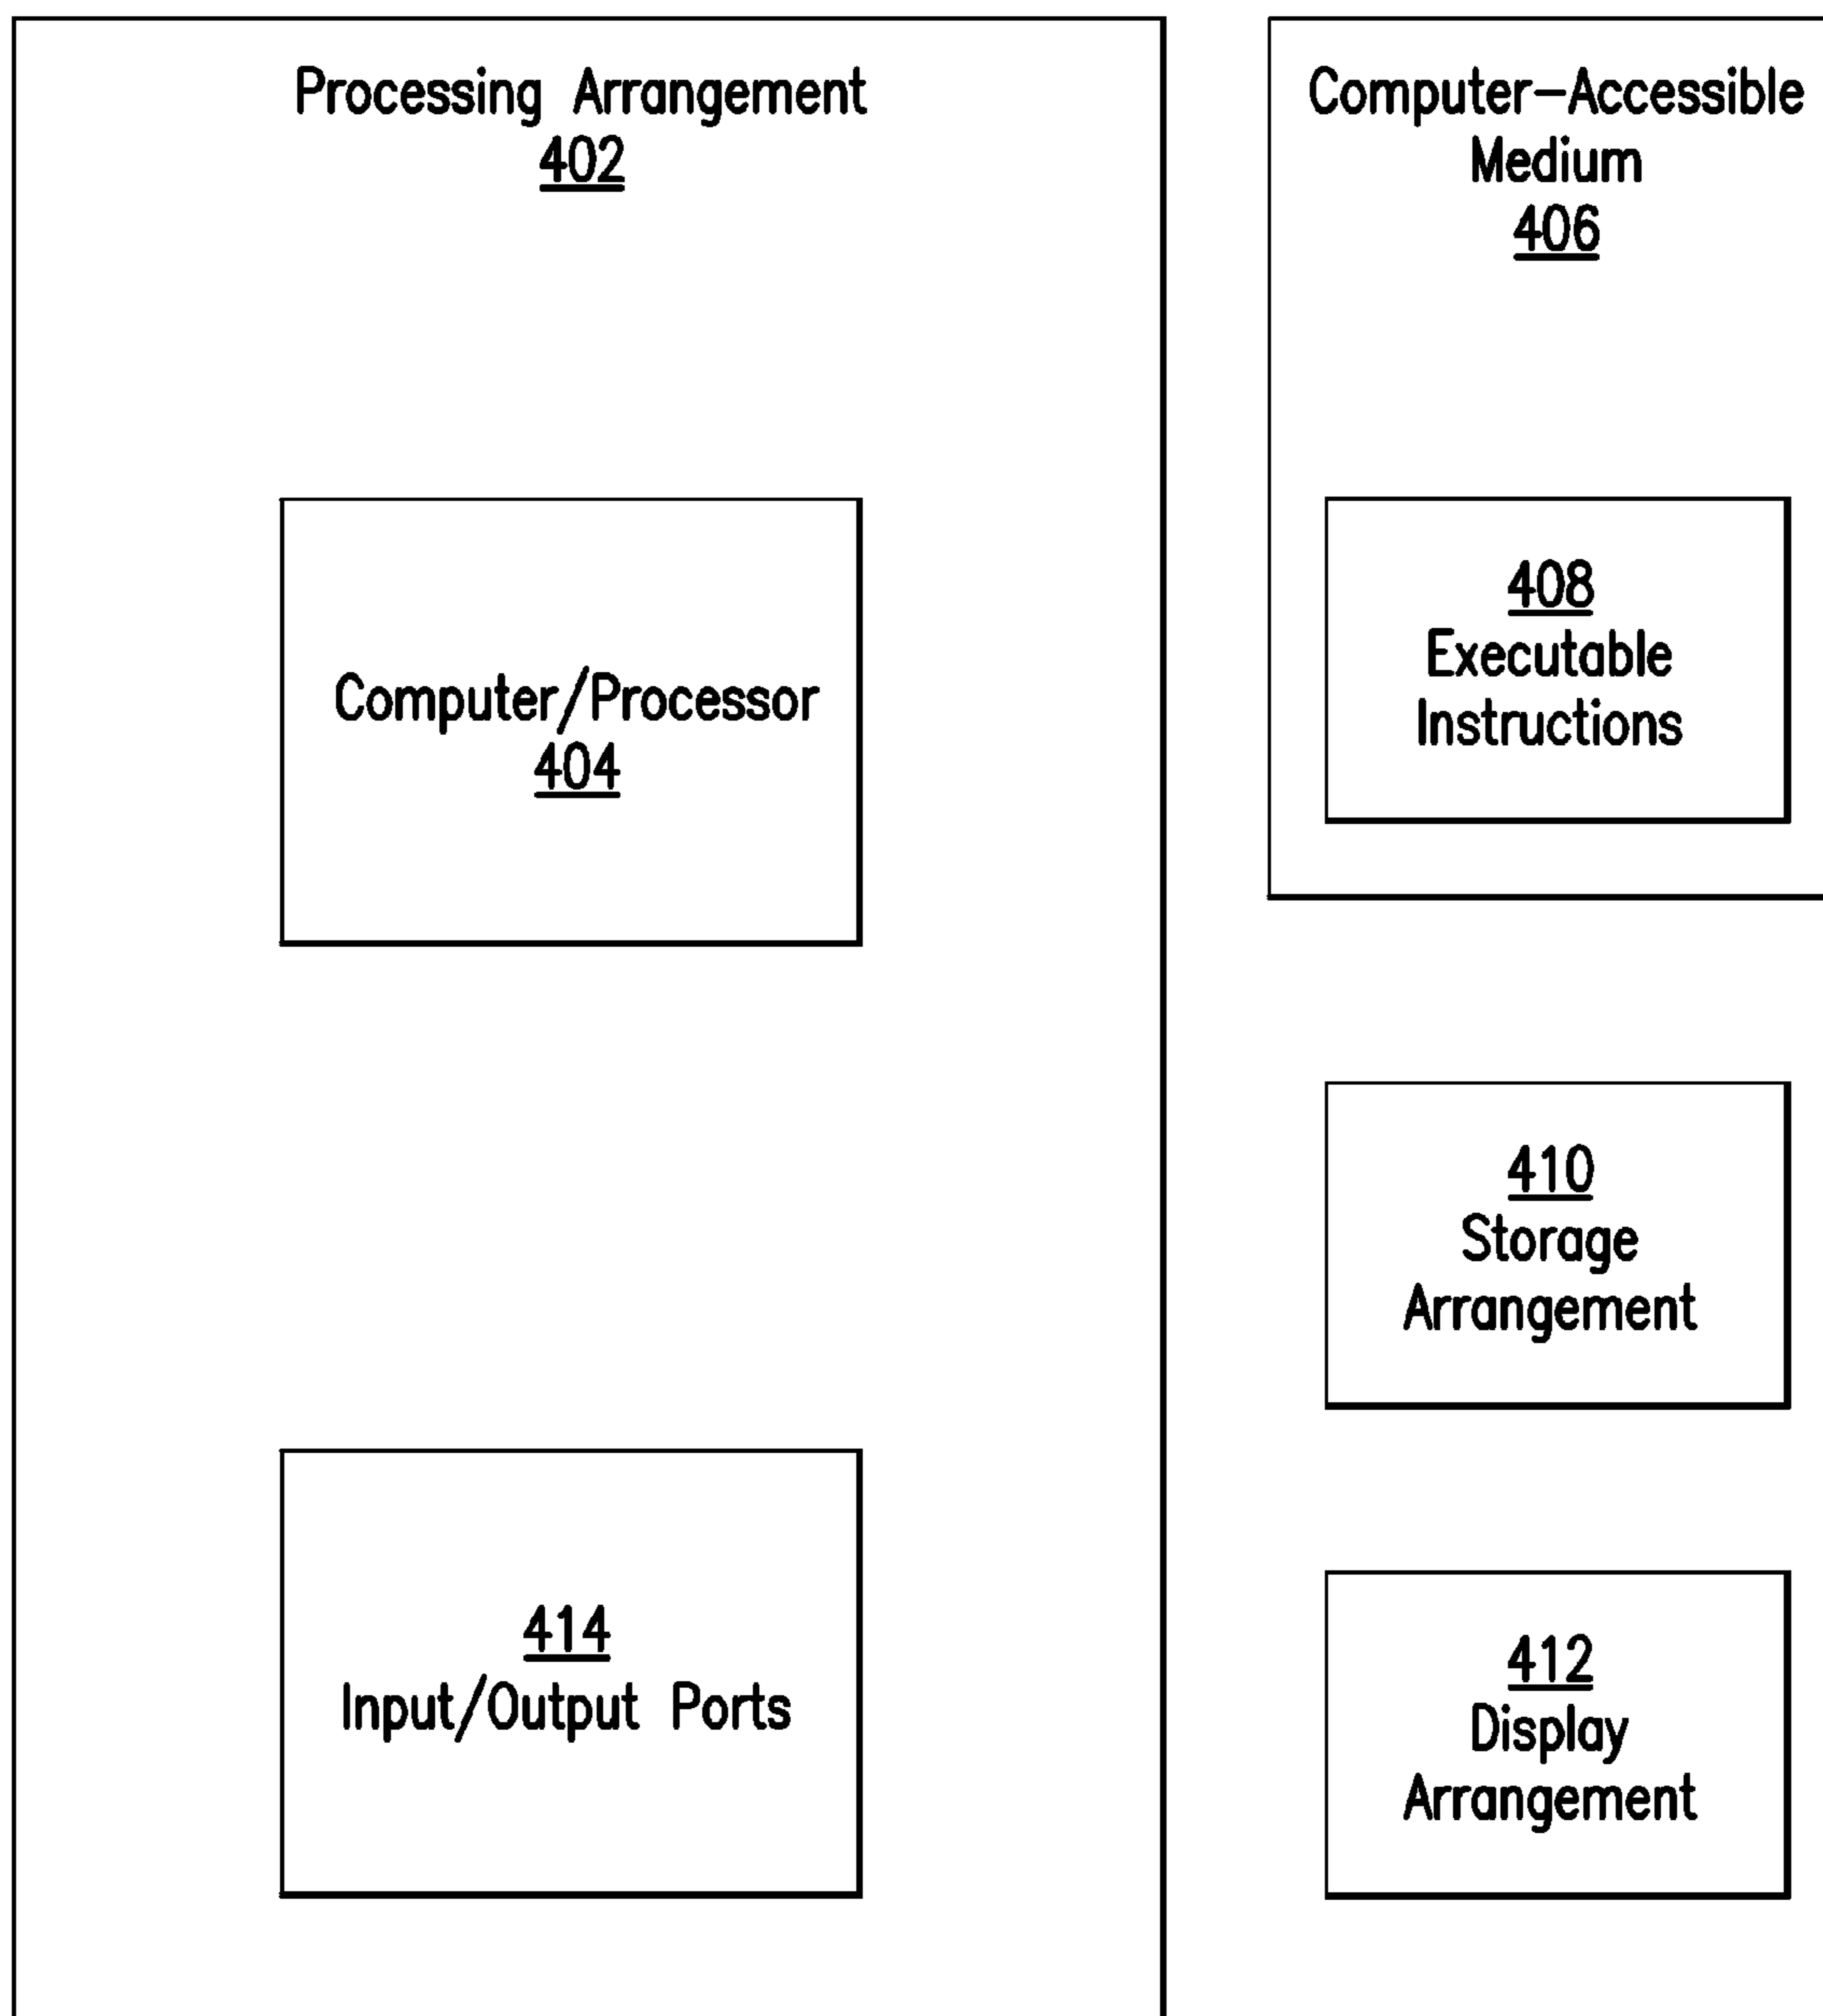 Processing Arrangement
402
Computer/Processor
404
414
Input/Output Ports
Computer-Accessible
Medium
406
408
Executable
Instructions
410
Storage
Arrangement
412
Display
Arrangement